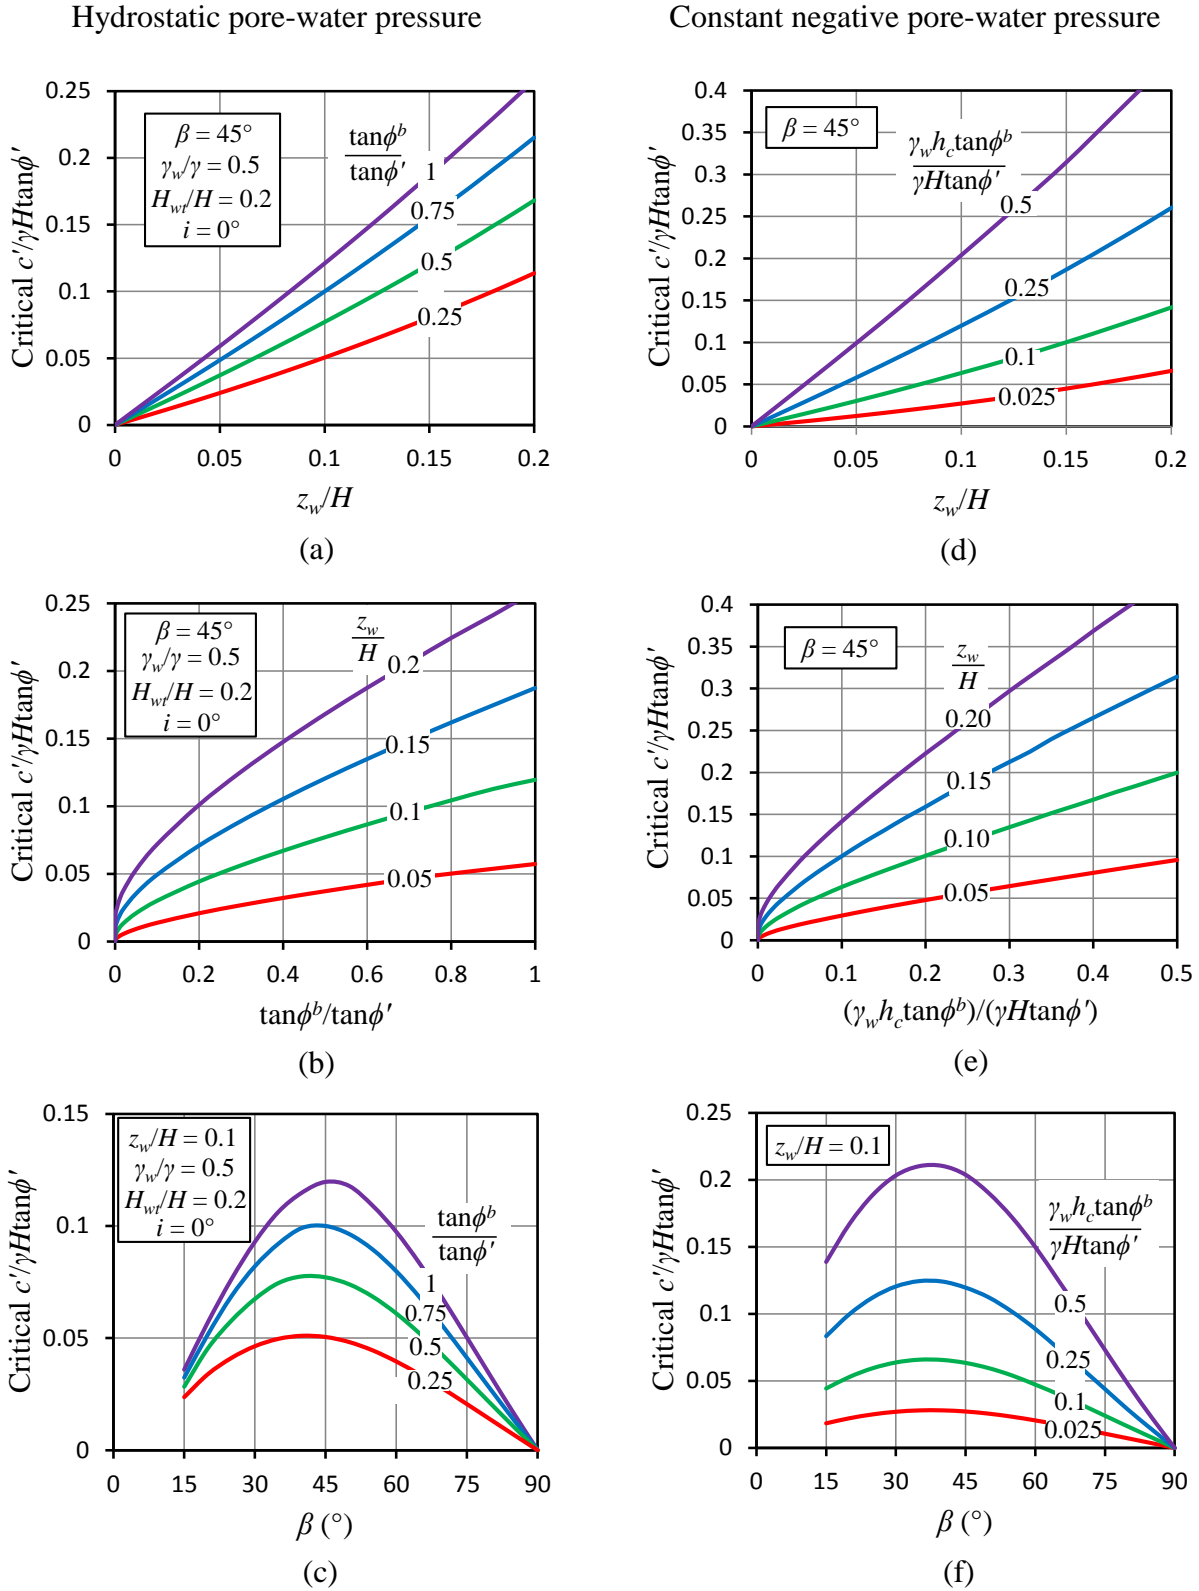 Hydrostatic pore-water pressure
Critical c'/γHtanϕ'
0.25
0.2
0.15
0.1
0.05
0
β = 45°
γw/γ = 0.5
Hwt/H = 0.2
i = 0°
tanϕᵇ
tanϕ'
1
0.75
0.5
0.25
0 0.05 0.1 0.15 0.2
zw/H
(a)
Constant negative pore-water pressure
Critical c'/γHtanϕ'
0.4
0.35
0.3
0.25
0.2
0.15
0.1
0.05
0
β = 45°
γwhctanϕᵇ
γHtanϕ'
0.5
0.25
0.1
0.025
0 0.05 0.1 0.15 0.2
zw/H
(d)
Critical c'/γHtanϕ'
0.25
0.2
0.15
0.1
0.05
0
β = 45°
γw/γ = 0.5
Hwt/H = 0.2
i = 0°
zw
H
0.2
0.15
0.1
0.05
0 0.2 0.4 0.6 0.8 1
tanϕᵇ/tanϕ'
(b)
Critical c'/γHtanϕ'
0.4
0.35
0.3
0.25
0.2
0.15
0.1
0.05
0
β = 45°
zw
H
0.20
0.15
0.10
0.05
0 0.1 0.2 0.3 0.4 0.5
(γwhctanϕᵇ)/(γHtanϕ')
(e)
Critical c'/γHtanϕ'
0.15
0.1
0.05
0
zw/H = 0.1
γw/γ = 0.5
Hwt/H = 0.2
i = 0°
tanϕᵇ
tanϕ'
1
0.75
0.5
0.25
0 15 30 45 60 75 90
β (°)
(c)
Critical c'/γHtanϕ'
0.25
0.2
0.15
0.1
0.05
0
zw/H = 0.1
γwhctanϕᵇ
γHtanϕ'
0.5
0.25
0.1
0.025
0 15 30 45 60 75 90
β (°)
(f)